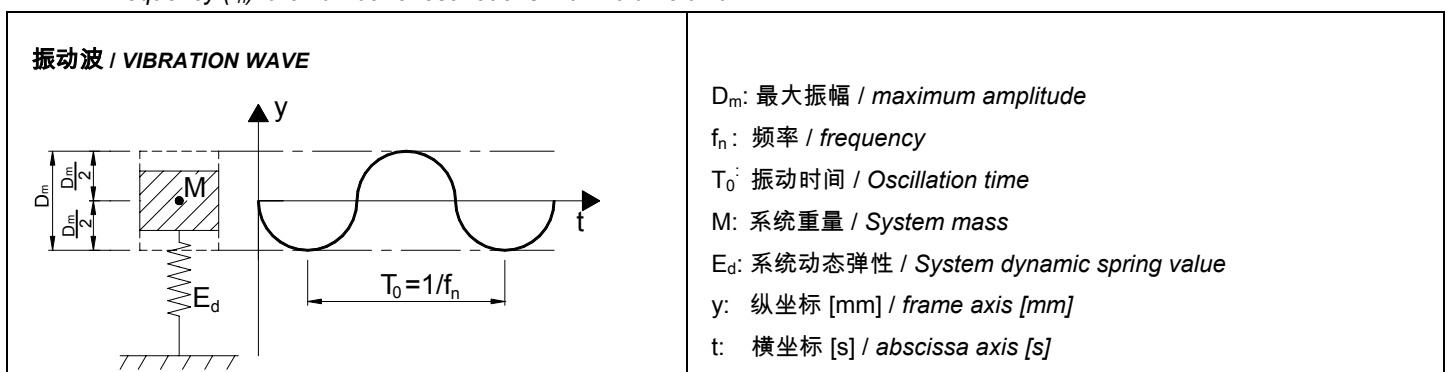 振动波 / VIBRATION WAVE
y
Dₘ
Dₘ
2
Dₘ
2
M
t
T₀=1/fₙ
E_d
Dₘ: 最大振幅 / maximum amplitude
fₙ : 频率 / frequency
T₀: 振动时间 / Oscillation time
M: 系统重量 / System mass
E_d: 系统动态弹性 / System dynamic spring value
y: 纵坐标 [mm] / frame axis [mm]
t: 横坐标 [s] / abscissa axis [s]